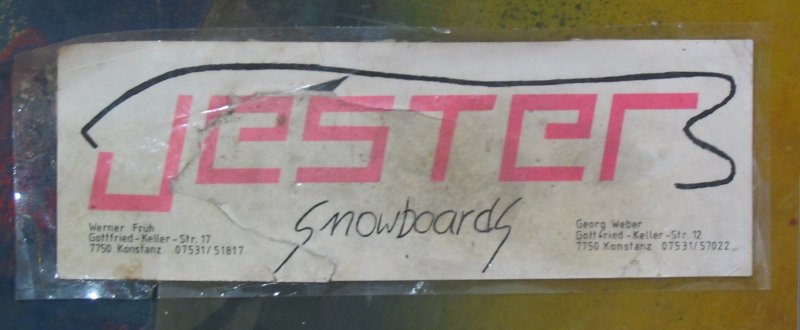 Jester
Snowboards
Werner Früh
Gottfried-Keller-Str. 17
7750 Konstanz 07531/51817
Georg Weber
Gottfried-Keller-Str. 12
7750 Konstanz 07531/57022